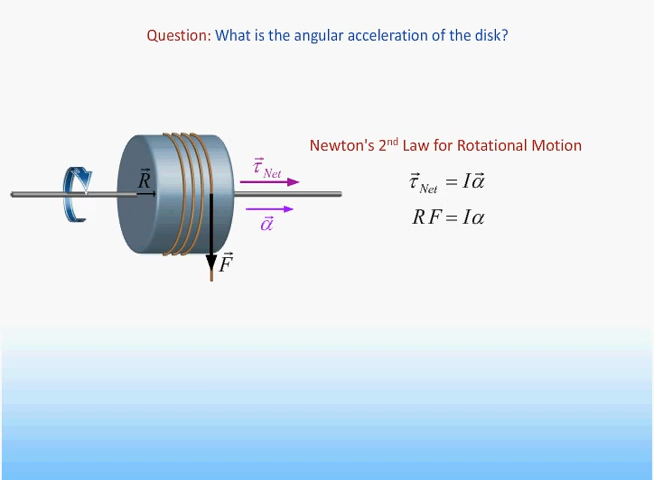 Question: What is the angular acceleration of the disk?
Newton's 2nd Law for Rotational Motion
τ⃗ Net = Iα⃗
R F = Iα
R⃗
τ⃗ Net
α⃗
F⃗